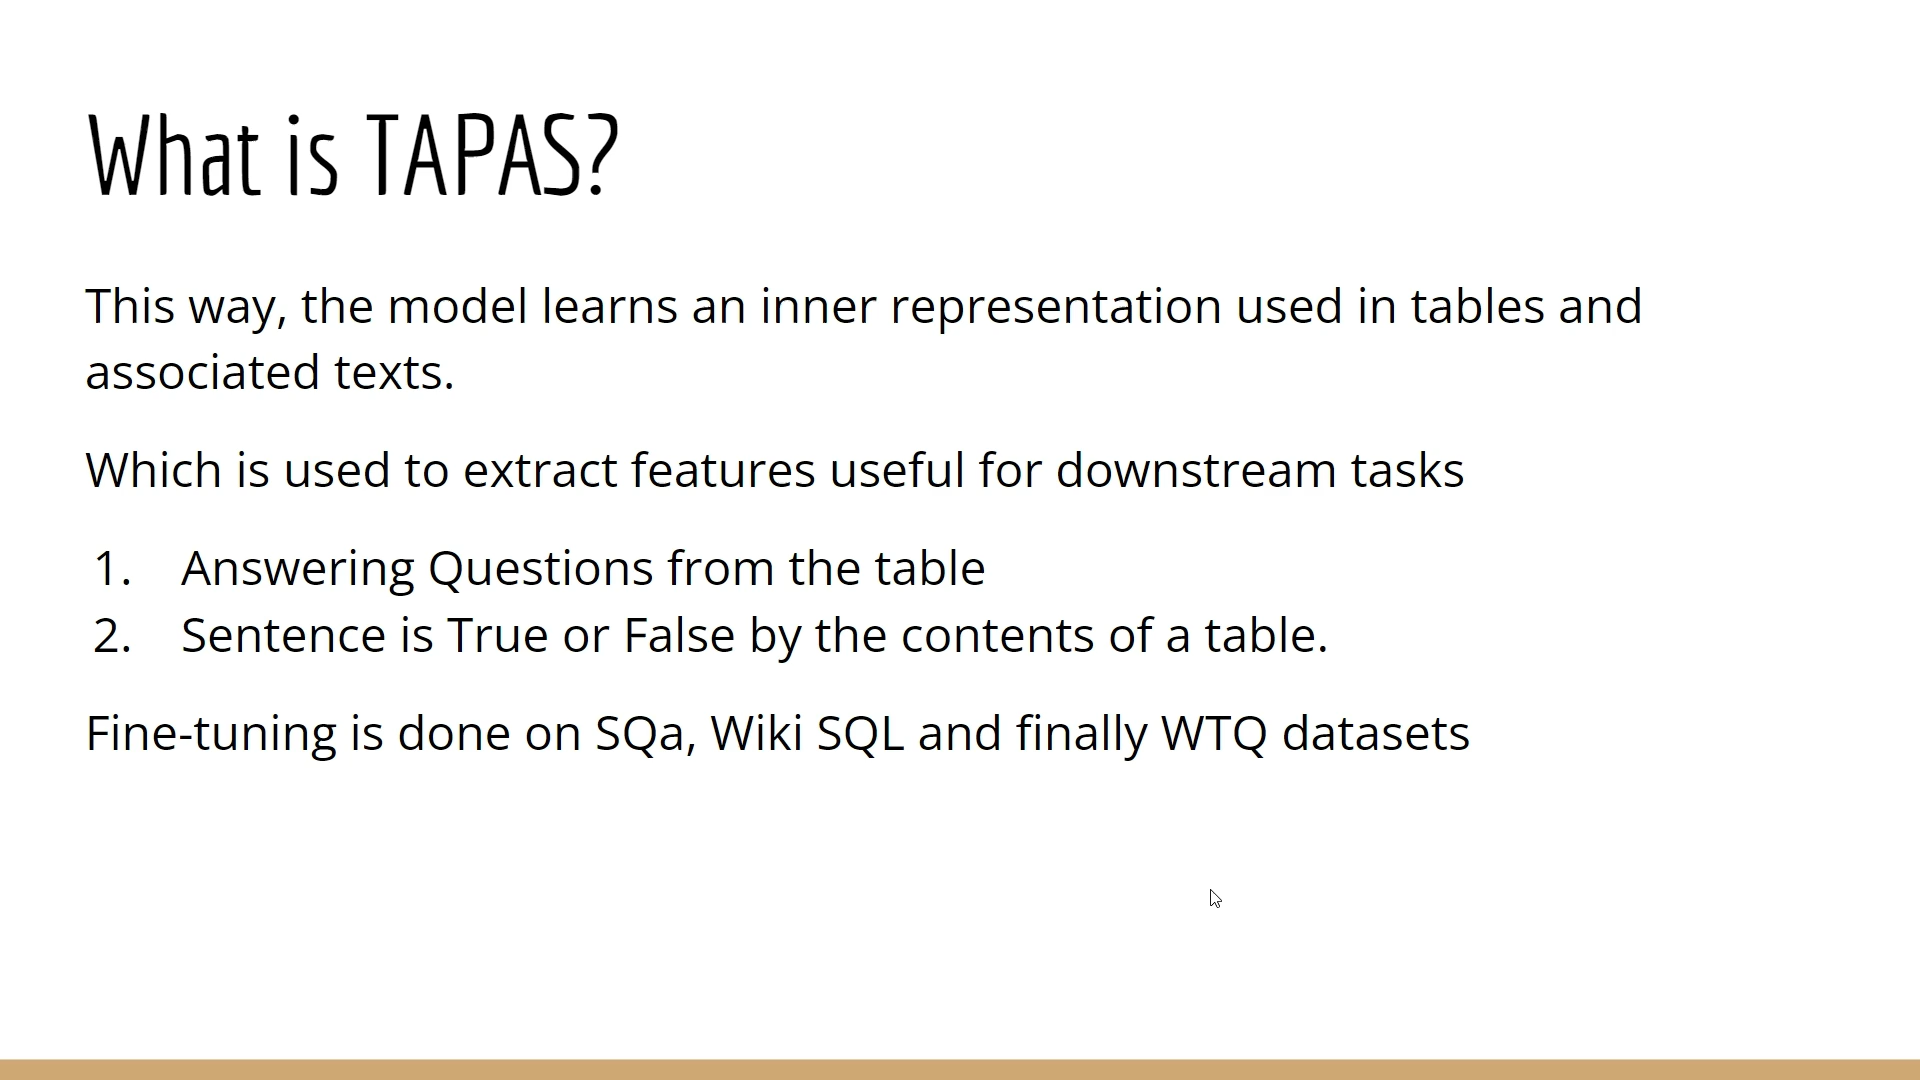 What is TAPAS?
This way, the model learns an inner representation used in tables and
associated texts.
Which is used to extract features useful for downstream tasks
1. Answering Questions from the table
2. Sentence is True or False by the contents of a table.
Fine-tuning is done on SQa, Wiki SQL and finally WTQ datasets